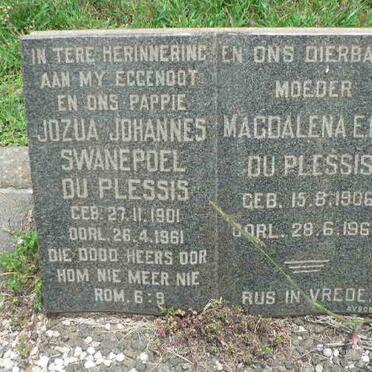 IN TERE HERINNERING
AAN MY EGGENOOT
EN ONS PAPPIE
JOZUA JOHANNES
SWANEPOEL
DU PLESSIS
GEB. 27.11.1901
OORL. 26.4.1961
DIE DOOD HEERS OOR
HOM NIE MEER NIE
ROM. 6:9
EN ONS DIERBA
MOEDER
MAGDALENA E.
DU PLESSIS
GEB. 15.8.1906
OORL. 28.6.196
RUS IN VREDE